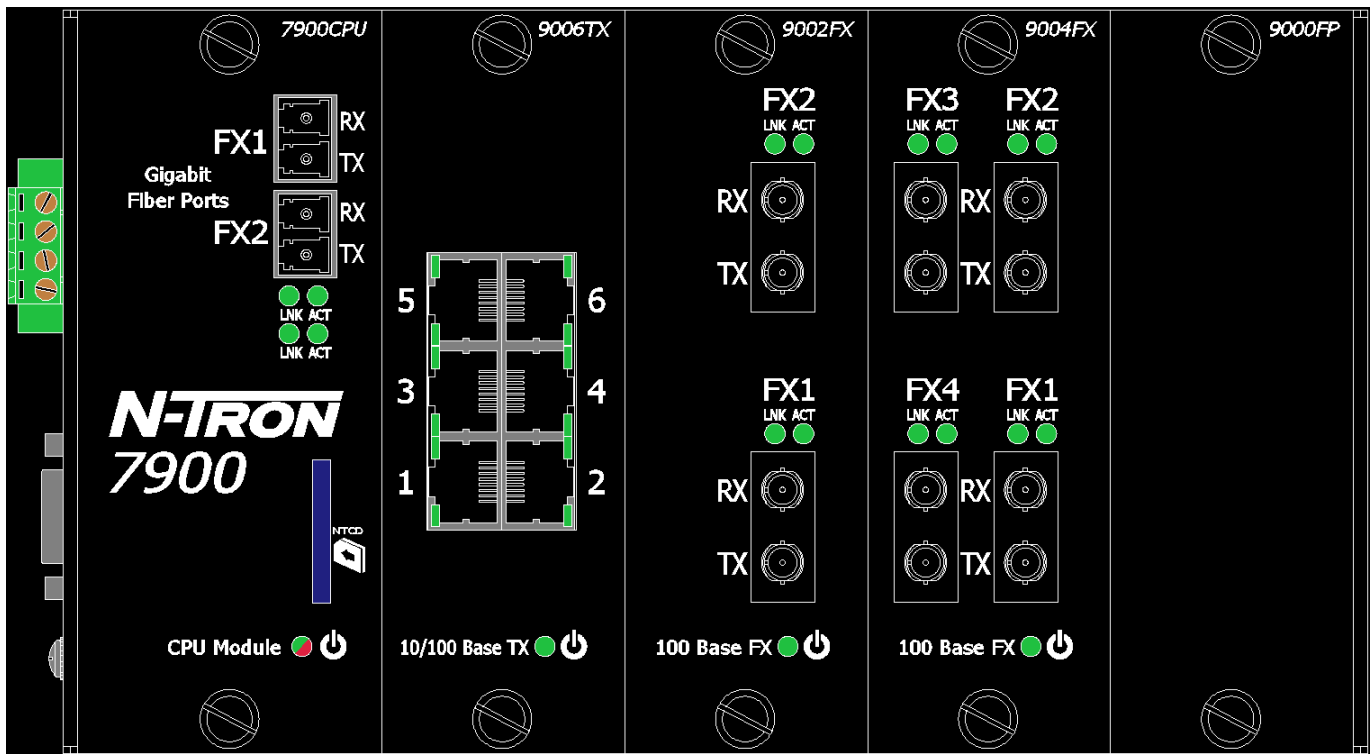 7900CPU
9006TX
9002FX
9004FX
9000FP
FX1
RX
TX
Gigabit
Fiber Ports
FX2
RX
TX
LNK ACT
LNK ACT
N-TRON
7900
NTCD
CPU Module
5
6
3
4
1
2
10/100 Base TX
FX2
LNK ACT
RX
TX
FX1
LNK ACT
RX
TX
100 Base FX
FX3 FX2
LNK ACT LNK ACT
RX
TX
FX4 FX1
LNK ACT LNK ACT
RX
TX
100 Base FX